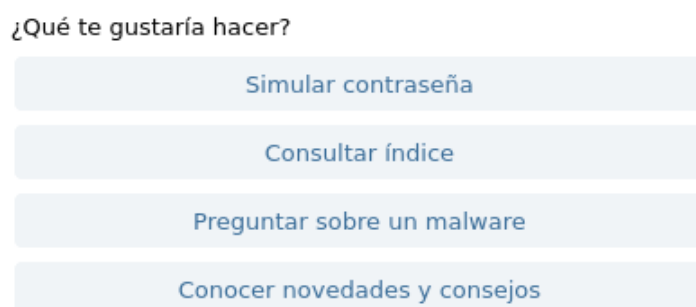 ¿Qué te gustaría hacer?
Simular contraseña
Consultar índice
Preguntar sobre un malware
Conocer novedades y consejos